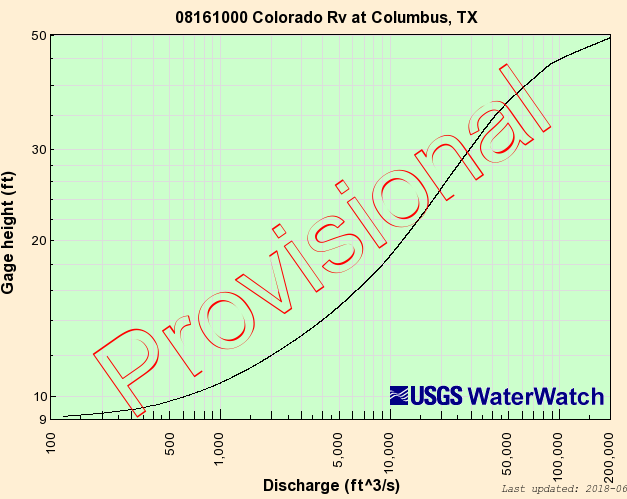 08161000 Colorado Rv at Columbus, TX
50
30
20
10
9
Gage height (ft)
Provisional
USGS WaterWatch
100
500
1,000
5,000
10,000
50,000
100,000
200,000
Discharge (ft^3/s)
Last updated: 2018-06